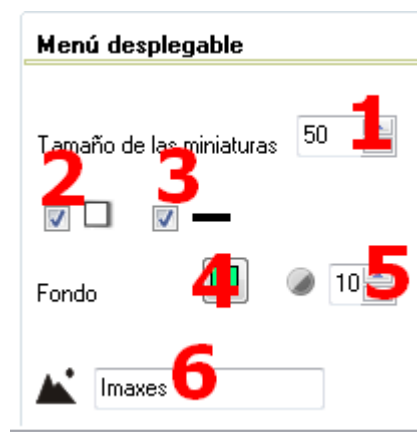 Menú desplegable
Tamaño de las miniaturas 50 1
2 3
Fondo 4 10 5
Imaxes 6